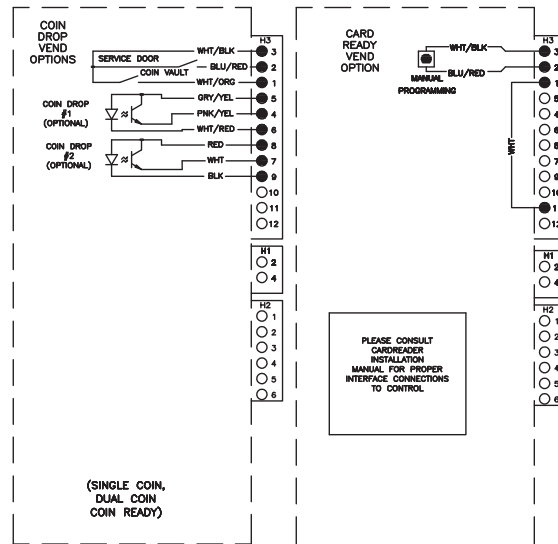 COIN
DROP
VEND
OPTIONS
SERVICE DOOR
COIN VAULT
COIN DROP
#1
(OPTIONAL)
COIN DROP
#2
(OPTIONAL)
WHT/BLK
BLU/RED
WHT/ORG
GRY/YEL
PNK/YEL
WHT/RED
RED
WHT
BLK
H3
3
2
1
5
4
6
8
7
9
10
11
12
H1
2
4
H2
1
2
3
4
5
6
(SINGLE COIN,
DUAL COIN
COIN READY)
CARD
READY
VEND
OPTION
WHT/BLK
BLU/RED
MANUAL
PROGRAMMING
WHT
H3
3
2
1
5
4
6
8
7
9
H1
2
4
H2
1
2
3
4
5
6
PLEASE CONSULT
CARDREADER
INSTALLATION
MANUAL FOR PROPER
INTERFACE CONNECTIONS
TO CONTROL